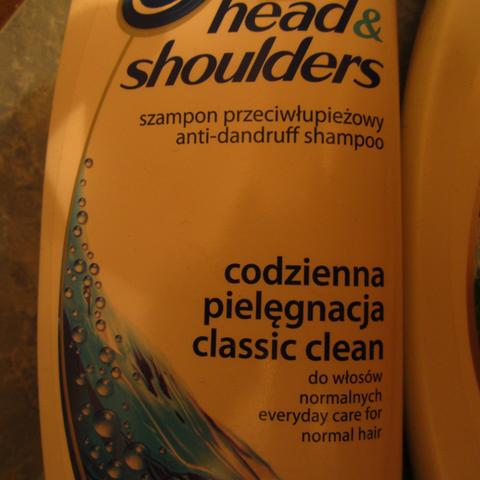 head&
shoulders
szampon przeciwłupieżowy
anti-dandruff shampoo
codzienna
pielęgnacja
classic clean
do włosów
normalnych
everyday care for
normal hair